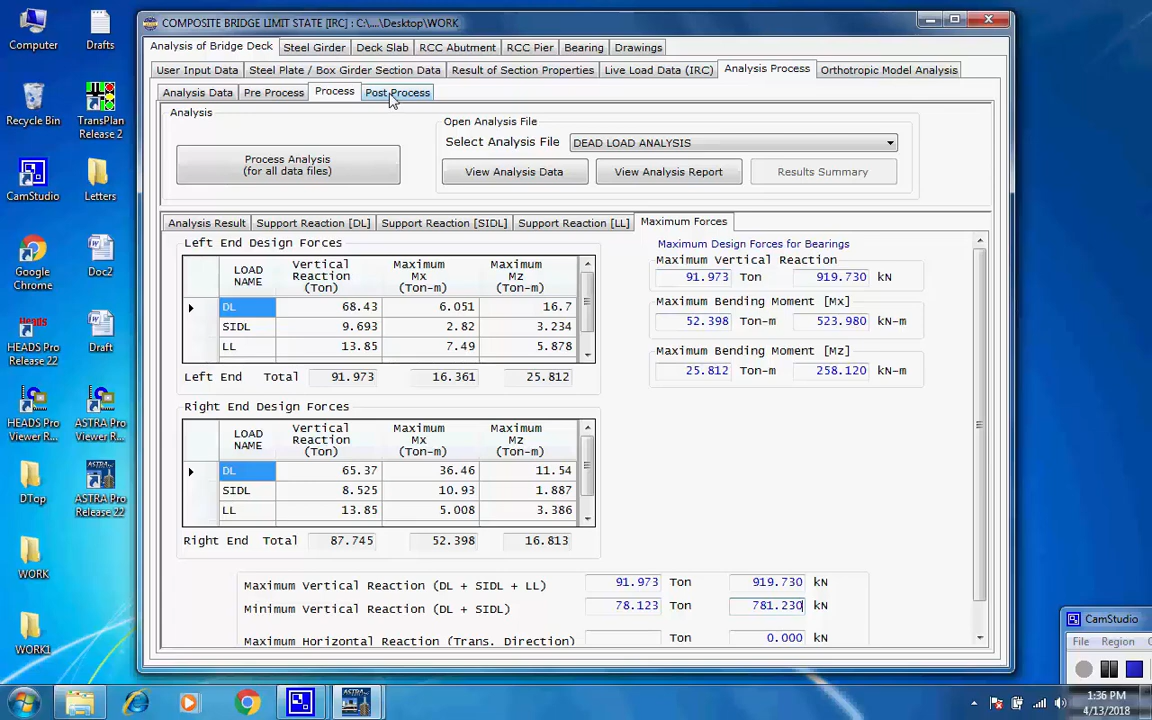 COMPOSITE BRIDGE LIMIT STATE [IRC] : C:\...\Desktop\WORK
Analysis of Bridge Deck Steel Girder Deck Slab RCC Abutment RCC Pier Bearing Drawings
User Input Data Steel Plate / Box Girder Section Data Result of Section Properties Live Load Data (IRC) Analysis Process Orthotropic Model Analysis
Analysis Data Pre Process Process Post Process
Analysis
Process Analysis
(for all data files)
Open Analysis File
Select Analysis File DEAD LOAD ANALYSIS
View Analysis Data View Analysis Report Results Summary
Analysis Result Support Reaction [DL] Support Reaction [SIDL] Support Reaction [LL] Maximum Forces
Left End Design Forces
LOAD NAME Vertical Reaction (Ton) Maximum Mx (Ton-m) Maximum Mz (Ton-m)
DL 68.43 6.051 16.7
SIDL 9.693 2.82 3.234
LL 13.85 7.49 5.878
Left End Total 91.973 16.361 25.812
Right End Design Forces
LOAD NAME Vertical Reaction (Ton) Maximum Mx (Ton-m) Maximum Mz (Ton-m)
DL 65.37 36.46 11.54
SIDL 8.525 10.93 1.887
LL 13.85 5.008 3.386
Right End Total 87.745 52.398 16.813
Maximum Design Forces for Bearings
Maximum Vertical Reaction
91.973 Ton 919.730 kN
Maximum Bending Moment [Mx]
52.398 Ton-m 523.980 kN-m
Maximum Bending Moment [Mz]
25.812 Ton-m 258.120 kN-m
Maximum Vertical Reaction (DL + SIDL + LL) 91.973 Ton 919.730 kN
Minimum Vertical Reaction (DL + SIDL) 78.123 Ton 781.230 kN
Maximum Horizontal Reaction (Trans. Direction) Ton 0.000 kN
Computer
Drafts
Recycle Bin
TransPlan
Release 2
CamStudio
Letters
Google
Chrome
Doc2
Heads
HEADS Pro
Release 22
Draft
HEADS Pro
Viewer R...
ASTRA Pro
Viewer R...
DTop
ASTRA Pro
Release 22
WORK
WORK1
CamStudio
File Region
1:36 PM
4/13/2018